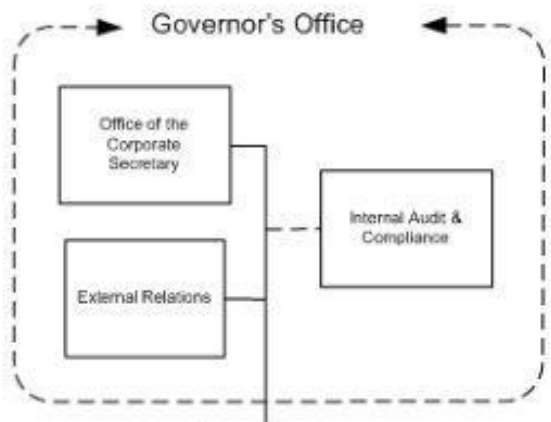 Governor's Office
Office of the
Corporate
Secretary
Internal Audit &
Compliance
External Relations